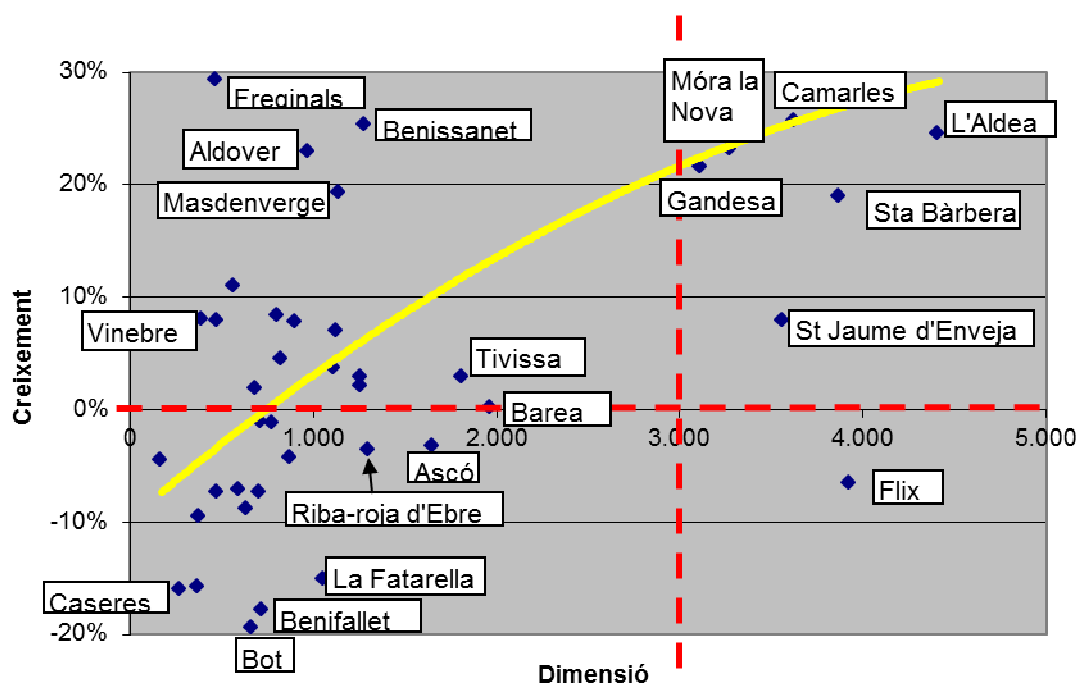 30%
Freginals
Benissanet
Aldover
Masdenverge
Móra la
Nova
Camarles
L'Aldea
20%
Gandesa
Sta Bàrbera
10%
Vinebre
St Jaume d'Enveja
Tivissa
Barea
0%
0
1.000
2.000
3.000
4.000
5.000
Ascó
Riba-roja d'Ebre
Flix
-10%
La Fatarella
Caseres
Benifallet
-20%
Bot
Creixement
Dimensió